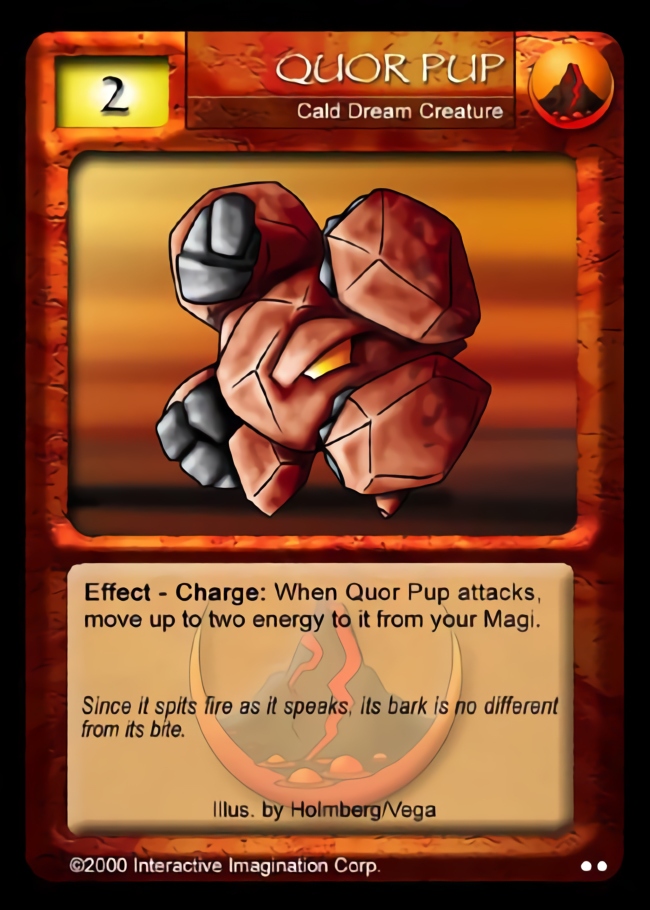 2
QUOR PUP
Cald Dream Creature
Effect - Charge: When Quor Pup attacks,
move up to two energy to it from your Magi.
Since it spits fire as it speaks, its bark is no different
from its bite.
Illus. by Holmberg/Vega
©2000 Interactive Imagination Corp.